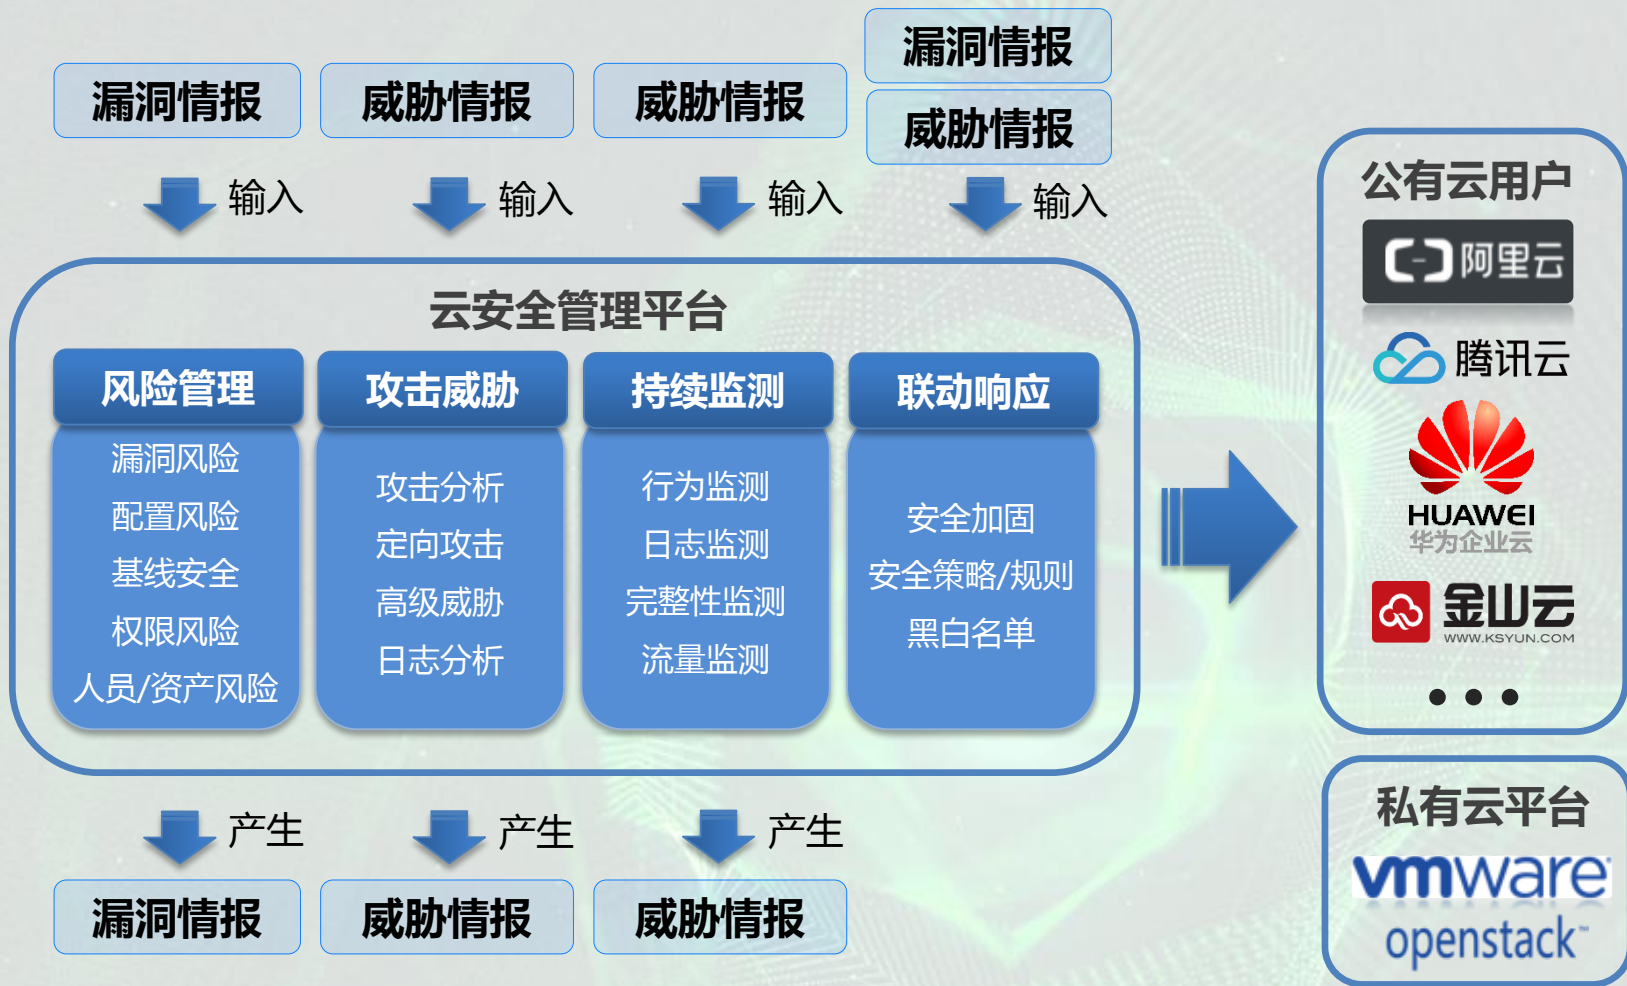 漏洞情报
威胁情报
威胁情报
漏洞情报
威胁情报
输入
输入
输入
输入
云安全管理平台
风险管理
漏洞风险
配置风险
基线安全
权限风险
人员/资产风险
攻击威胁
攻击分析
定向攻击
高级威胁
日志分析
持续监测
行为监测
日志监测
完整性监测
流量监测
联动响应
安全加固
安全策略/规则
黑白名单
产生
产生
产生
漏洞情报
威胁情报
威胁情报
公有云用户
阿里云
腾讯云
HUAWEI
华为企业云
金山云
WWW.KSYUN.COM
•••
私有云平台
vmware
openstack™